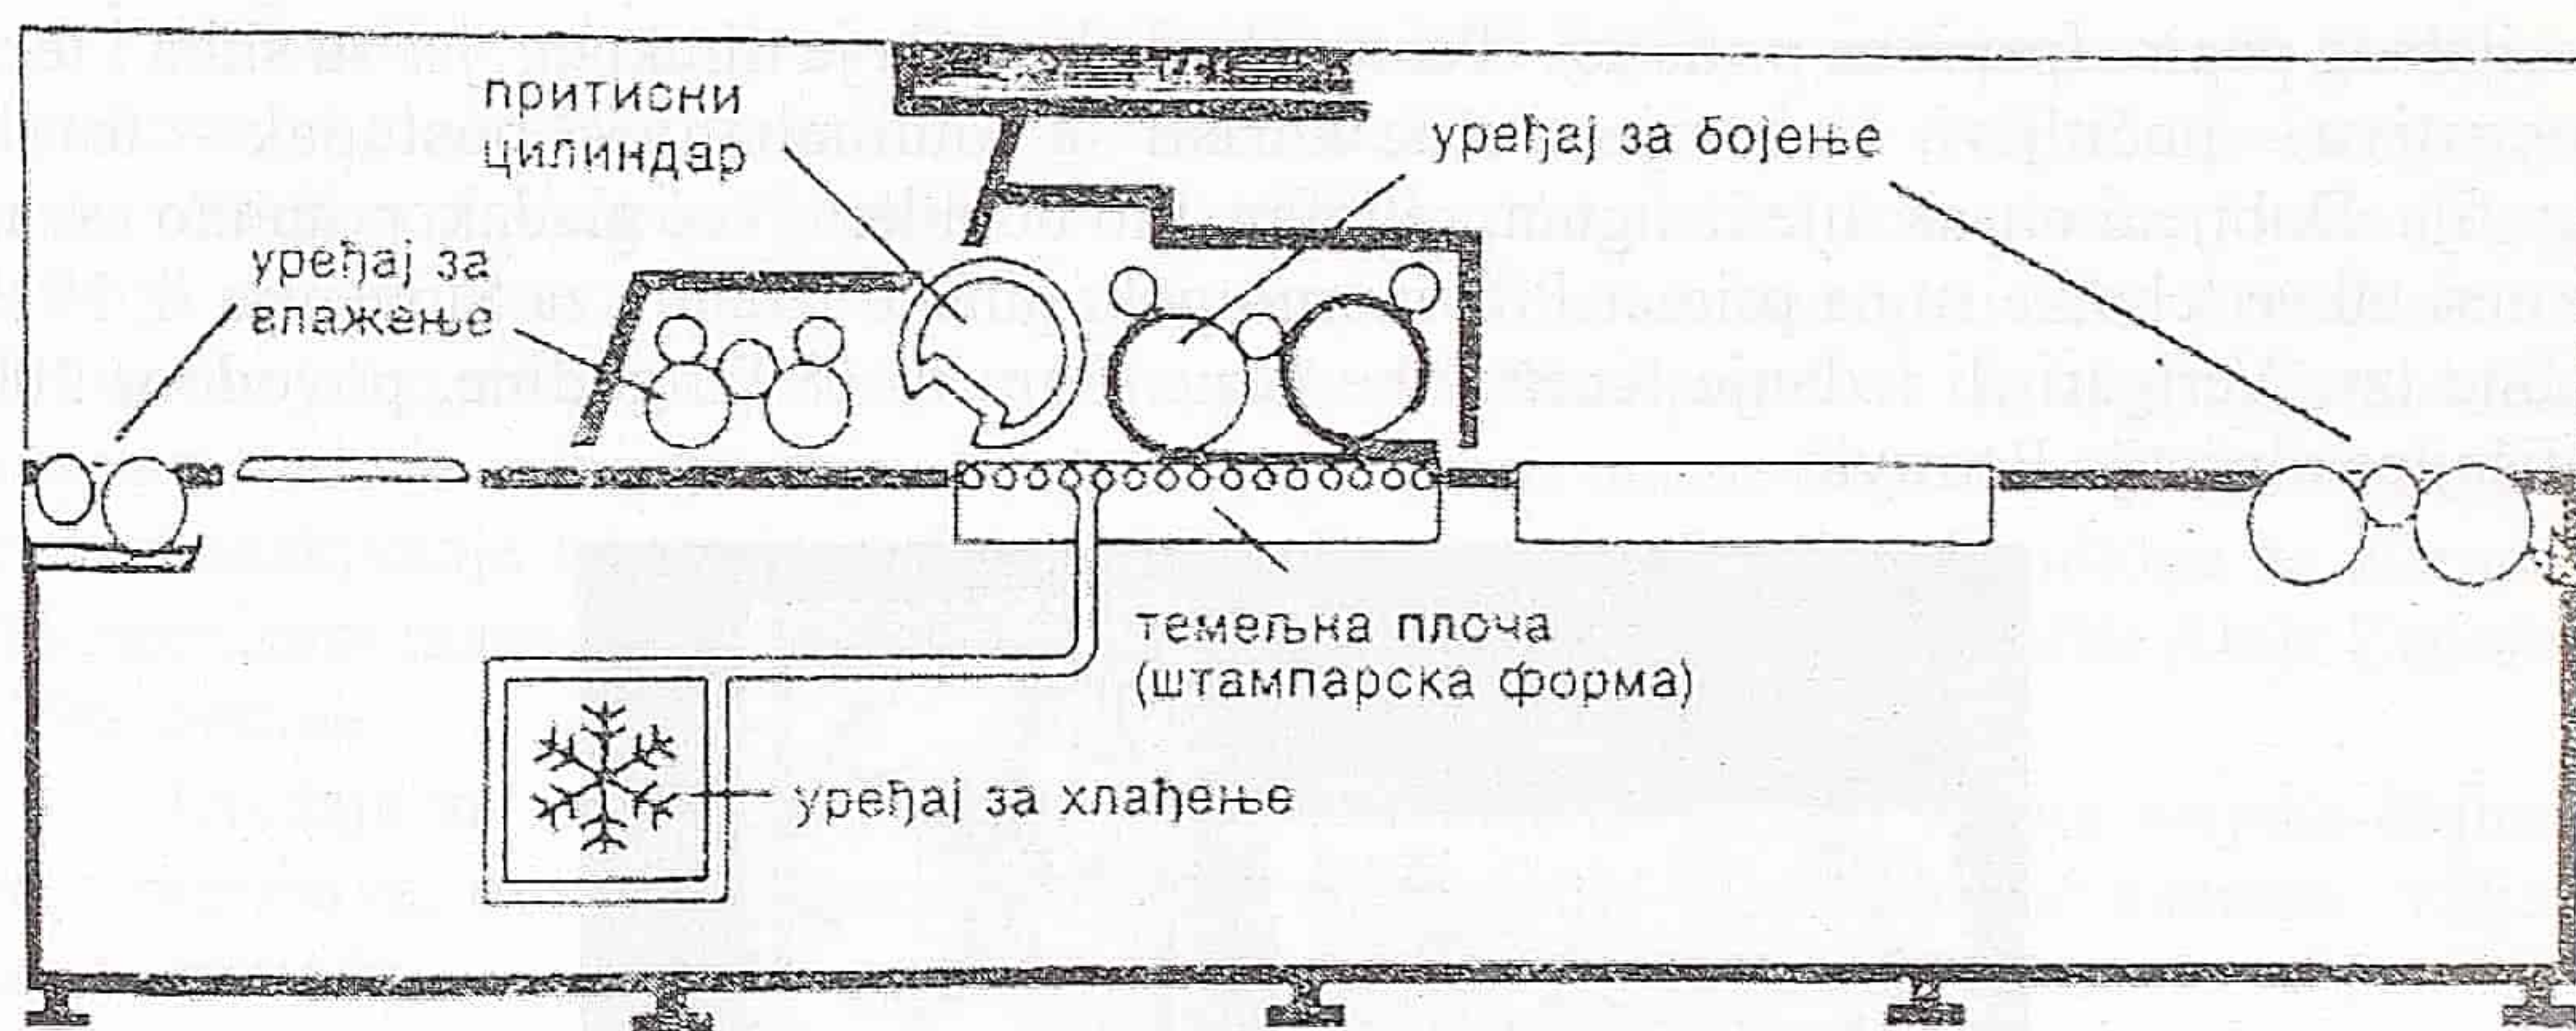 притисни
цилиндар
уређај за бојење
уређај за
влажење
темељна плоча
(штампарска форма)
уређај за хлађење